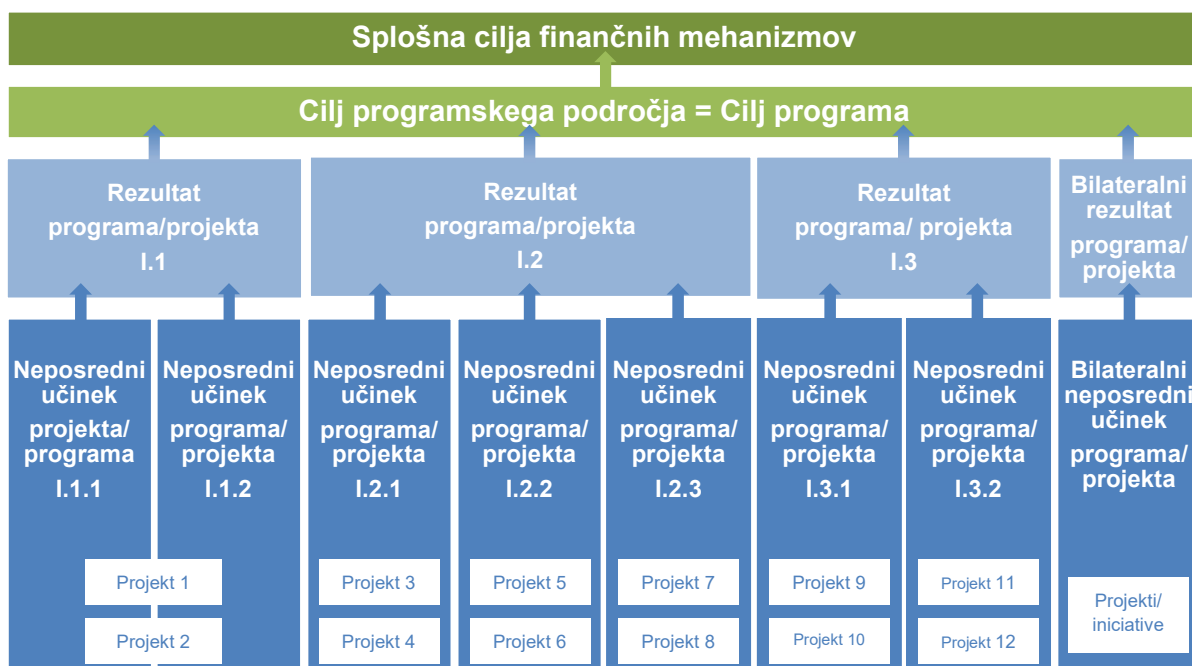 Splošna cilja finančnih mehanizmov
Cilj programskega področja = Cilj programa
Rezultat
programa/projekta
I.1
Rezultat
programa/projekta
I.2
Rezultat
programa/ projekta
I.3
Bilateralni
rezultat
programa/
projekta
Neposredni
učinek
projekta/
programa
I.1.1
Neposredni
učinek
programa/
projekta
I.1.2
Neposredni
učinek
programa/
projekta
I.2.1
Neposredni
učinek
programa/
projekta
I.2.2
Neposredni
učinek
programa/
projekta
I.2.3
Neposredni
učinek
programa/
projekta
I.3.1
Neposredni
učinek
programa/
projekta
I.3.2
Bilateralni
neposredni
učinek
programa/
projekta
Projekt 1
Projekt 2
Projekt 3
Projekt 4
Projekt 5
Projekt 6
Projekt 7
Projekt 8
Projekt 9
Projekt 10
Projekt 11
Projekt 12
Projekti/
iniciative